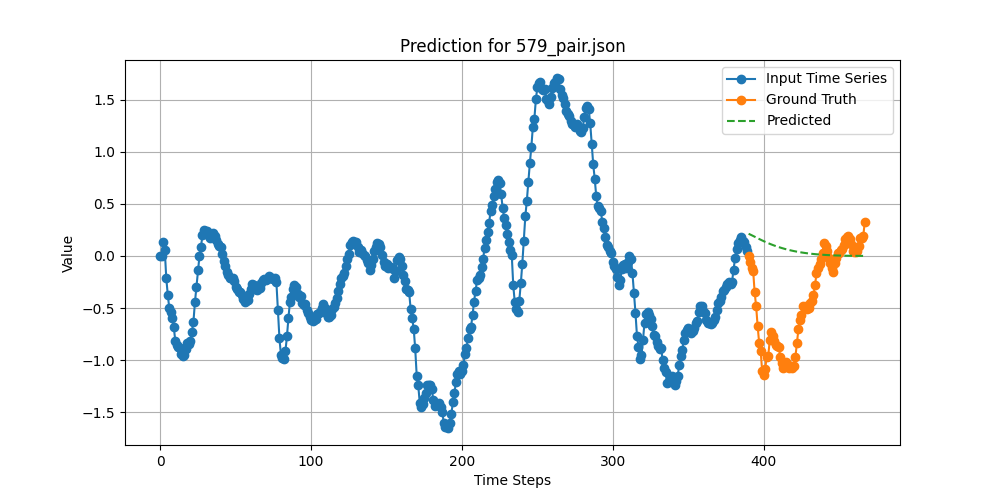 Prediction for 579_pair.json
Input Time Series
Ground Truth
Predicted
Value
1.5
1.0
0.5
0.0
−0.5
−1.0
−1.5
0 100 200 300 400
Time Steps